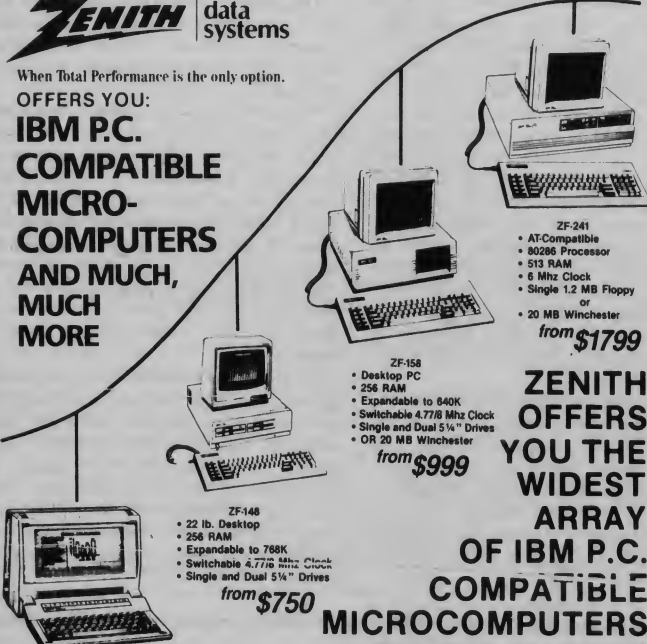 ZENITH data systems
When Total Performance is the only option.
OFFERS YOU:
IBM P.C.
COMPATIBLE
MICRO-
COMPUTERS
AND MUCH,
MUCH
MORE
ZF-241
• AT-Compatible
• 80286 Processor
• 513 RAM
• 6 Mhz Clock
• Single 1.2 MB Floppy
or
• 20 MB Winchester
from $1799
ZF-158
• Desktop PC
• 256 RAM
• Expandable to 640K
• Switchable 4.77/8 Mhz Clock
• Single and Dual 5¼" Drives
• OR 20 MB Winchester
from $999
ZF-148
• 22 lb. Desktop
• 256 RAM
• Expandable to 768K
• Switchable 4.77/8 Mhz Clock
• Single and Dual 5¼" Drives
from $750
ZENITH
OFFERS
YOU THE
WIDEST
ARRAY
OF IBM P.C.
COMPATIBLE
MICROCOMPUTERS